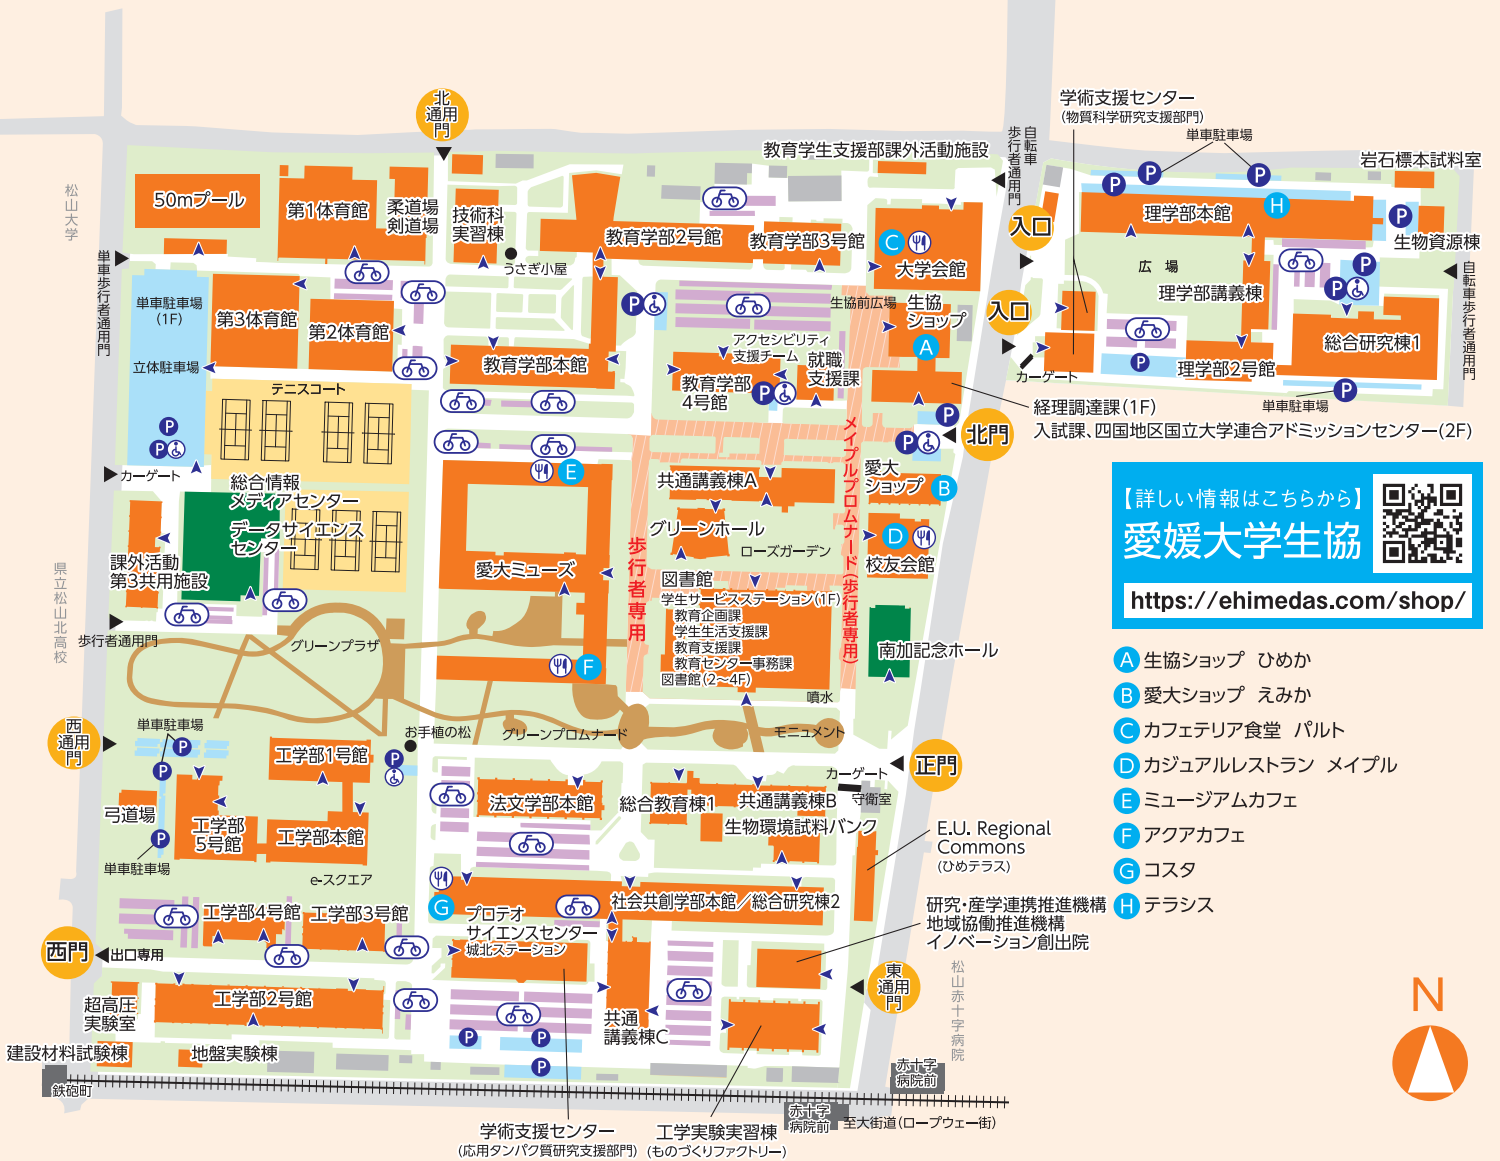 北
通用
門
学術支援センター
(物質科学研究支援部門)
単車駐車場
岩石標本試料室
教育学生支援部課外活動施設
自転車
歩行者通用門
松山大学
50mプール
第1体育館
柔道場
剣道場
技術科
実習棟
うさぎ小屋
教育学部2号館
教育学部3号館
C
大学会館
入口
理学部本館
H
P
P
P
P
生物資源棟
単車歩行者通用門
単車駐車場
(1F)
第3体育館
第2体育館
立体駐車場
教育学部本館
P
生協前広場
生協
ショップ
A
アクセシビリティ
支援チーム
教育学部
4号館
P
就職
支援課
入口
広場
理学部講義棟
P
P
総合研究棟1
理学部2号館
P
カーゲート
単車駐車場
P
自転車歩行者通用門
経理調達課(1F)
入試課、四国地区国立大学連合アドミッションセンター(2F)
テニスコート
P
P
カーゲート
メイプルプロムナード(歩行者専用)
P
P
北門
総合情報
メディアセンター
データサイエンス
センター
課外活動
第3共用施設
E
愛大ミューズ
歩行者専用
共通講義棟A
グリーンホール
ローズガーデン
愛大
ショップ
B
D
校友会館
【詳しい情報はこちらから】
愛媛大学生協
https://ehimedas.com/shop/
県立松山北高校
歩行者通用門
グリーンプラザ
F
図書館
学生サービスステーション(1F)
教育企画課
学生生活支援課
教育支援課
教育センター事務課
図書館(2〜4F)
南加記念ホール
噴水
モニュメント
A 生協ショップ ひめか
B 愛大ショップ えみか
C カフェテリア食堂 パルト
D カジュアルレストラン メイプル
E ミュージアムカフェ
F アクアカフェ
G コスタ
H テラシス
西
通用
門
単車駐車場
P
P
お手植の松
グリーンプロムナード
工学部1号館
P
カーゲート
正門
守衛室
弓道場
工学部
5号館
P
単車駐車場
工学部本館
法文学部本館
総合教育棟1
共通講義棟B
生物環境試料バンク
E.U. Regional
Commons
(ひめテラス)
e-スクエア
G
社会共創学部本館／総合研究棟2
プロテオ
サイエンスセンター
城北ステーション
研究・産学連携推進機構
地域協働推進機構
イノベーション創出院
工学部4号館
工学部3号館
西門
出口専用
東
通用
門
松山赤十字病院
超高圧
実験室
工学部2号館
P
P
P
共通
講義棟C
建設材料試験棟
地盤実験棟
鉄砲町
赤十字
病院前
赤十字
病院前
至大街道(ロープウェー街)
学術支援センター
(応用タンパク質研究支援部門)
工学実験実習棟
(ものづくりファクトリー)
N